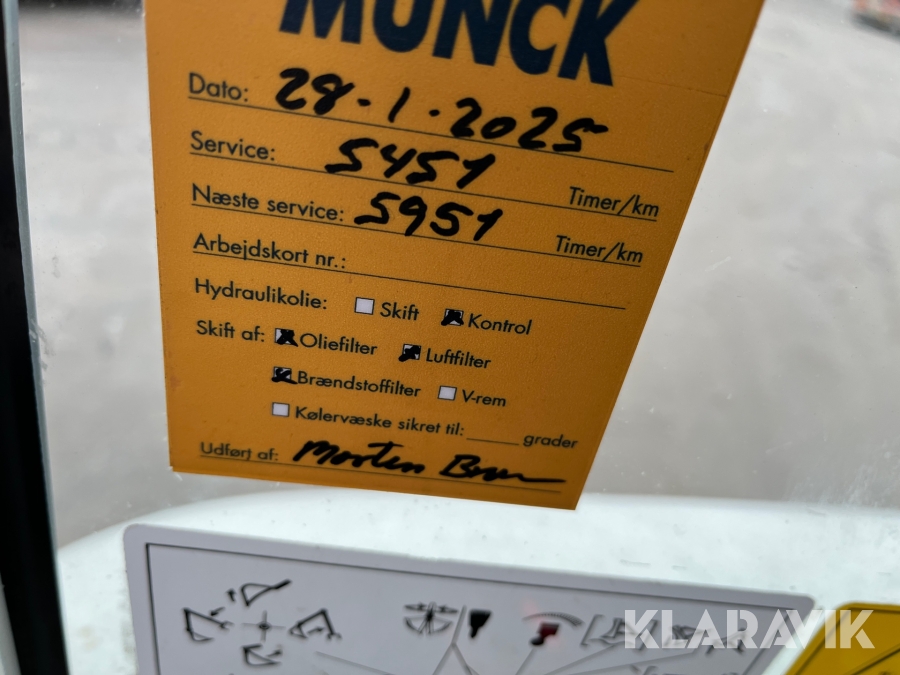 MUNCK
Dato: 28-1.2025
Service: 5451 Timer/km
Næste service: 5951 Timer/km
Arbejdskort nr.:
Hydraulikolie: Skift Kontrol
Skift af: Oliefilter Luftfilter
Brændstoffilter V-rem
Kølervæske sikret til: grader
Udført af: Morten
KLARAVIK